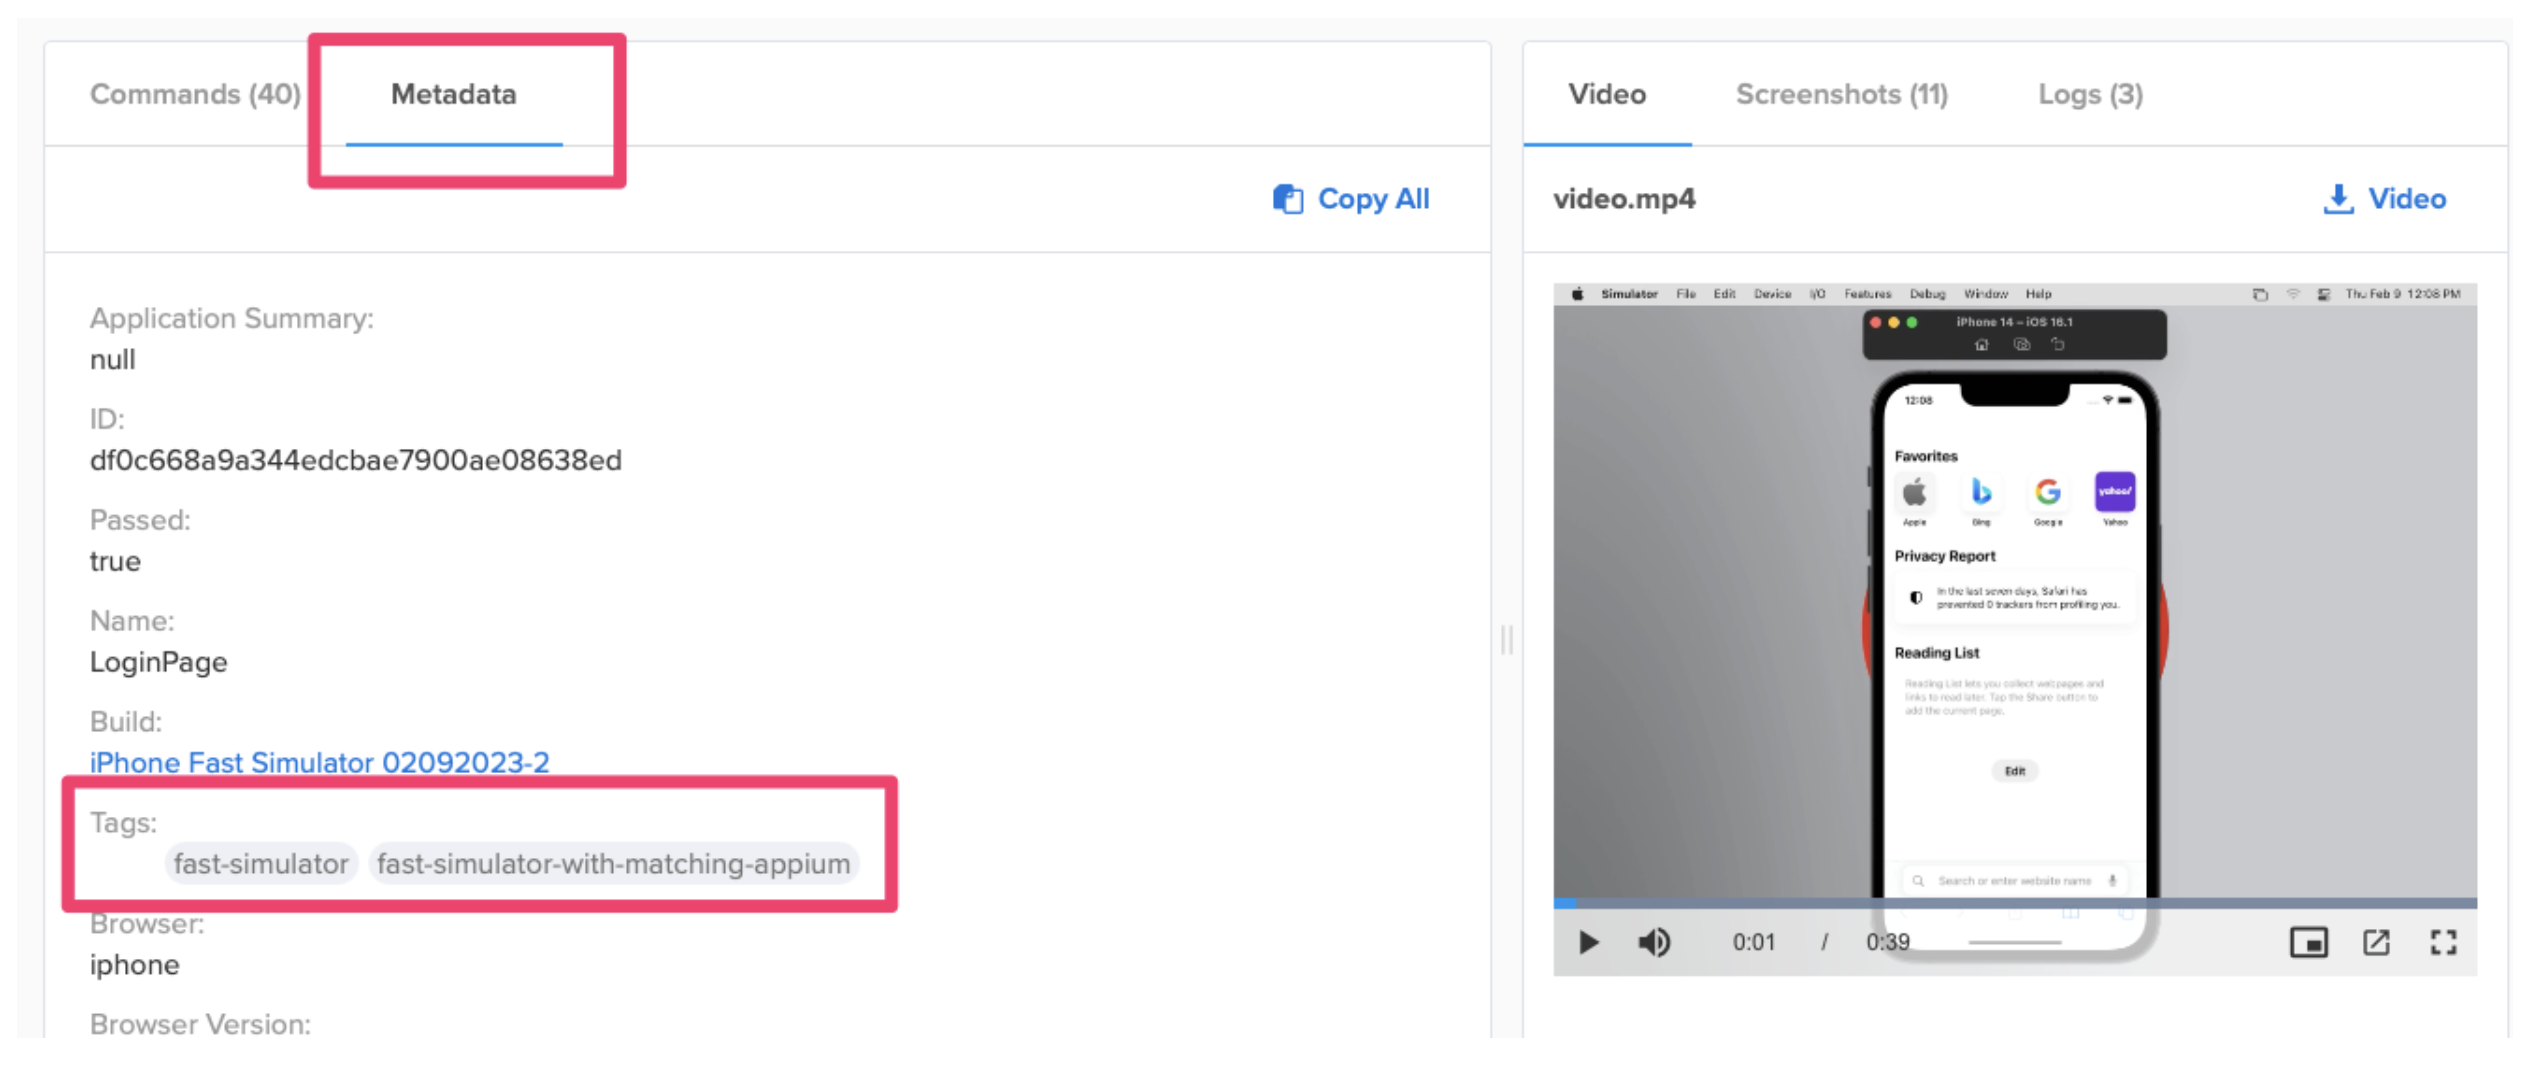 Commands (40)
Metadata
Copy All
Application Summary:
null
ID:
df0c668a9a344edcbae7900ae08638ed
Passed:
true
Name:
LoginPage
Build:
iPhone Fast Simulator 02092023-2
Tags:
fast-simulator fast-simulator-with-matching-appium
Browser:
iphone
Browser Version:
Video
Screenshots (11)
Logs (3)
video.mp4
Video
Simulator File Edit Device I/O Features Debug Window Help Thu Feb 9 12:08 PM
iPhone 14 – iOS 16.1
12:08
Favorites
yahoo!
Apple Bing Google Yahoo
Privacy Report
In the last seven days, Safari has
prevented 0 trackers from profiling you.
Reading List
Reading List lets you collect webpages and
links to read later. Tap the Share button to
add the current page.
Edit
Search or enter website name
0:01 / 0:39